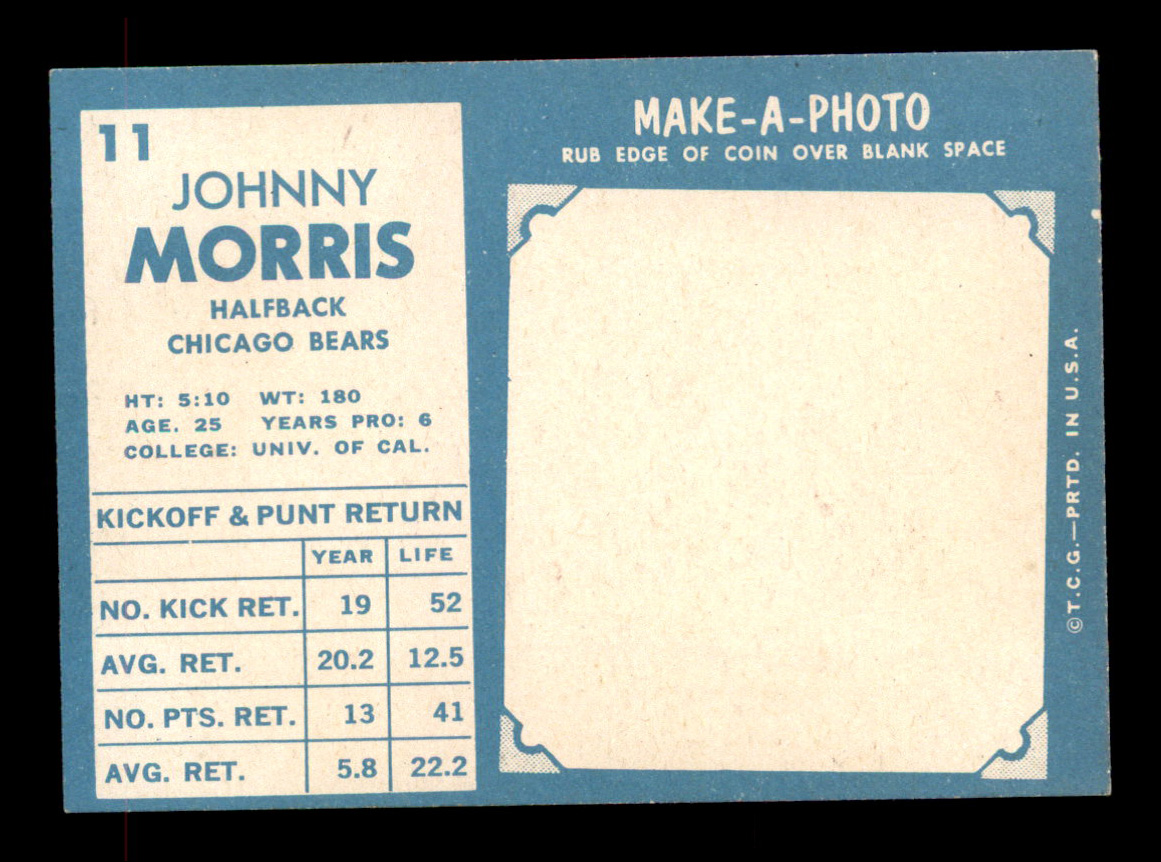 11
JOHNNY
MORRIS
HALFBACK
CHICAGO BEARS
HT: 5:10 WT: 180
AGE. 25 YEARS PRO: 6
COLLEGE: UNIV. OF CAL.
KICKOFF & PUNT RETURN
YEAR LIFE
NO. KICK RET. 19 52
AVG. RET. 20.2 12.5
NO. PTS. RET. 13 41
AVG. RET. 5.8 22.2
MAKE-A-PHOTO
RUB EDGE OF COIN OVER BLANK SPACE
©T.C.G.—PRTD. IN U.S.A.